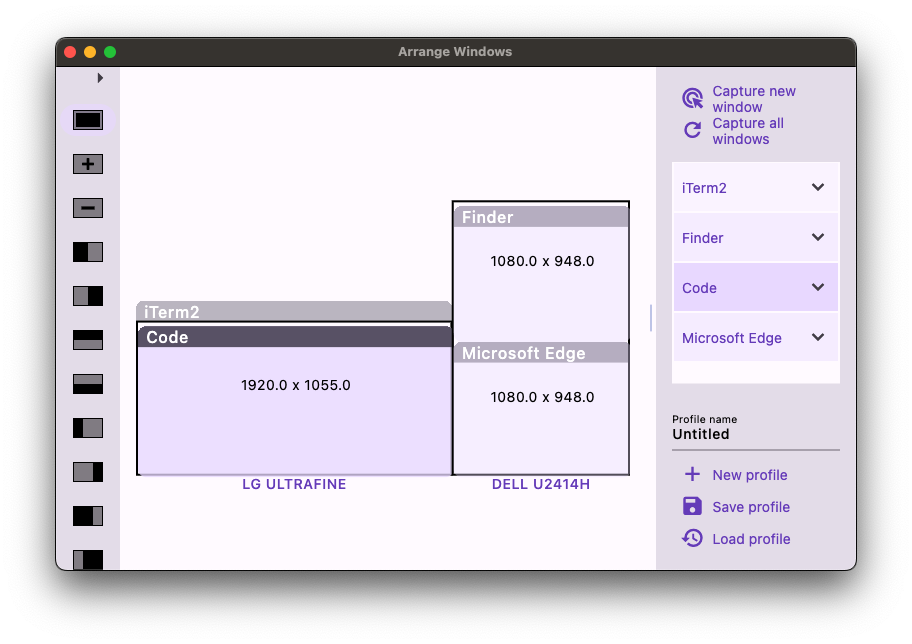 Arrange Windows
Capture new
window
Capture all
windows
iTerm2
Finder
Code
Microsoft Edge
Finder
1080.0 x 948.0
iTerm2
Code
1920.0 x 1055.0
Microsoft Edge
1080.0 x 948.0
LG ULTRAFINE
DELL U2414H
Profile name
Untitled
New profile
Save profile
Load profile